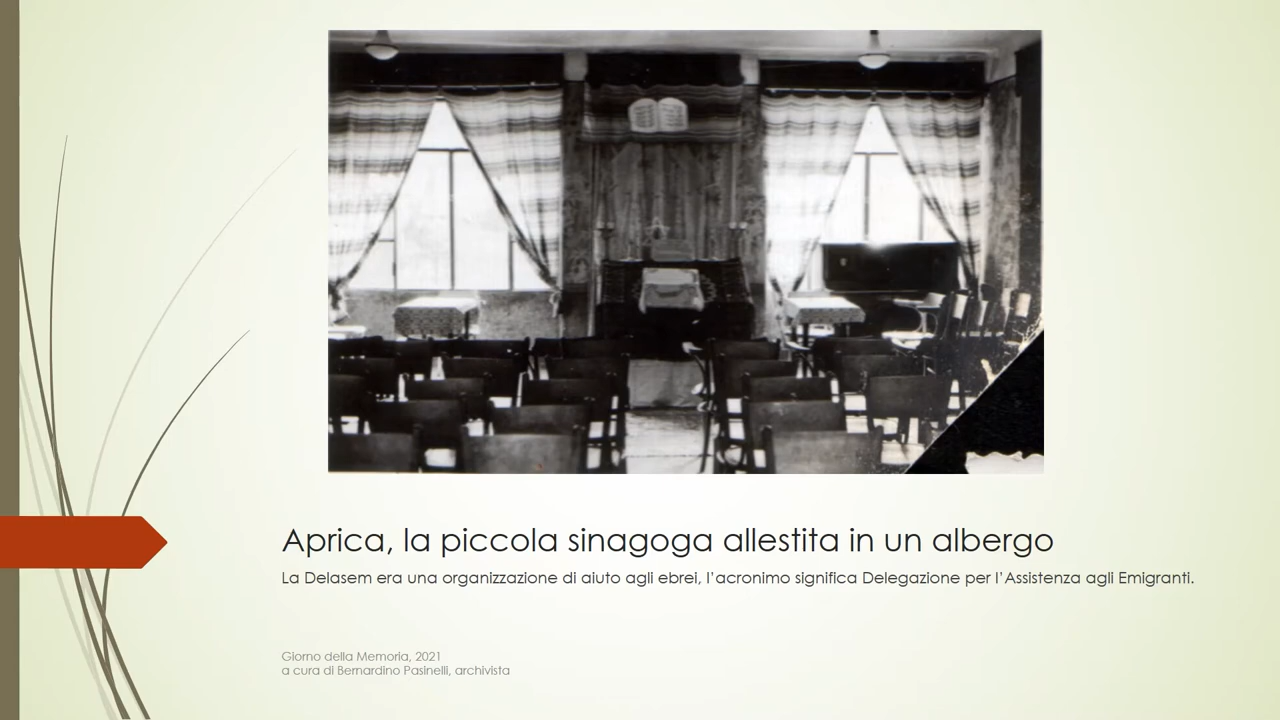 Aprica, la piccola sinagoga allestita in un albergo
La Delasem era una organizzazione di aiuto agli ebrei, l’acronimo significa Delegazione per l’Assistenza agli Emigranti.
Giorno della Memoria, 2021
a cura di Bernardino Pasinelli, archivista